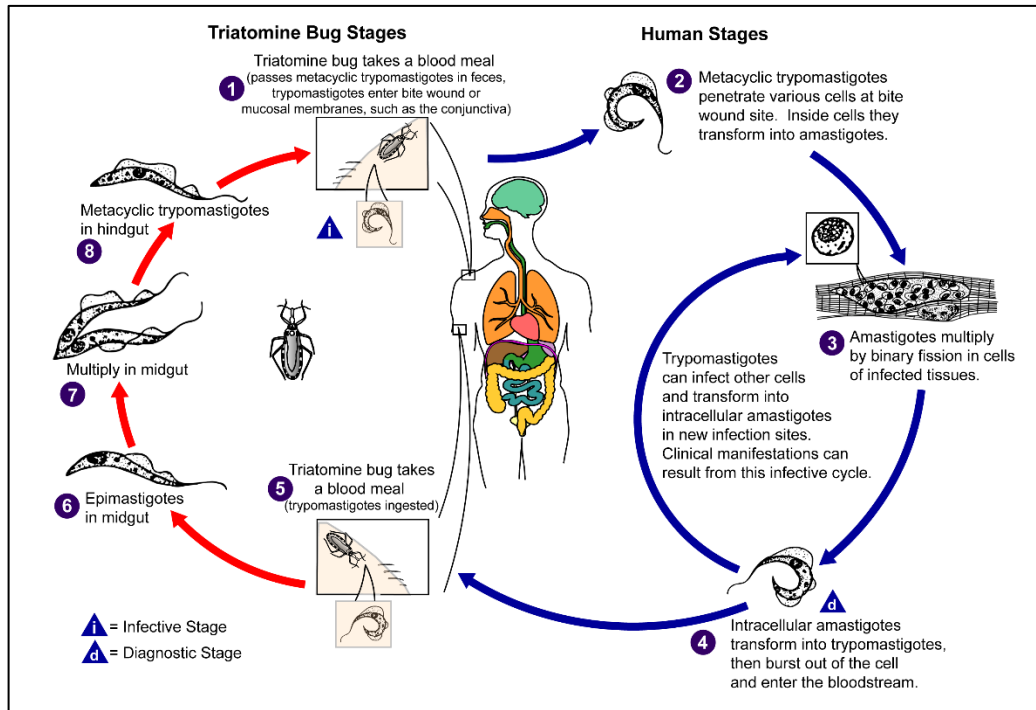 Triatomine Bug Stages
Human Stages
1
Triatomine bug takes a blood meal
(passes metacyclic trypomastigotes in feces,
trypomastigotes enter bite wound or
mucosal membranes, such as the conjunctiva)
i
2
Metacyclic trypomastigotes
penetrate various cells at bite
wound site. Inside cells they
transform into amastigotes.
3
Amastigotes multiply
by binary fission in cells
of infected tissues.
Trypomastigotes
can infect other cells
and transform into
intracellular amastigotes
in new infection sites.
Clinical manifestations can
result from this infective cycle.
d
4
Intracellular amastigotes
transform into trypomastigotes,
then burst out of the cell
and enter the bloodstream.
5
Triatomine bug takes
a blood meal
(trypomastigotes ingested)
6
Epimastigotes
in midgut
Multiply in midgut
7
Metacyclic trypomastigotes
in hindgut
8
i = Infective Stage
d = Diagnostic Stage